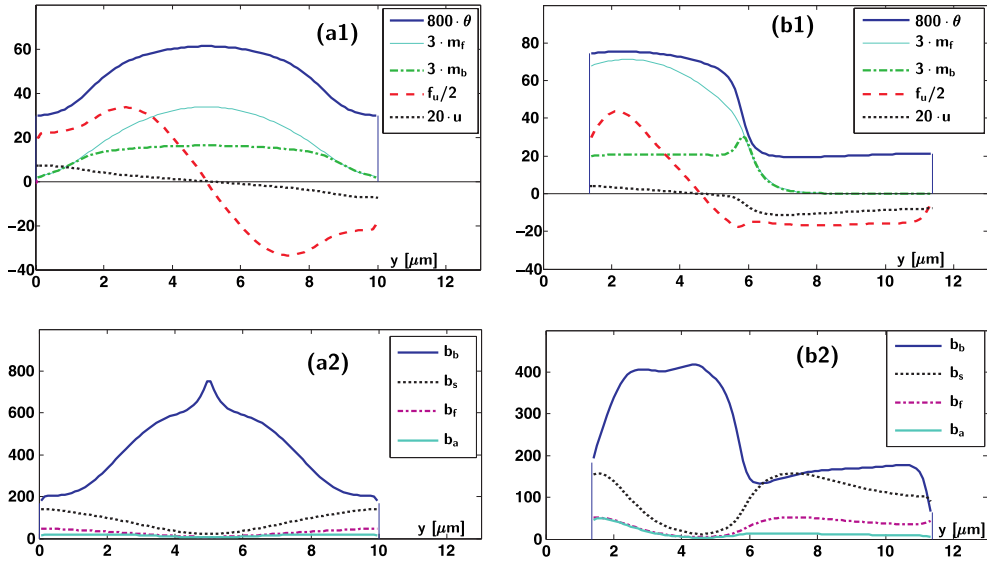 (a1)
800 · θ
3 · m_f
3 · m_b
f_u/2
20 · u
60
40
20
0
−20
−40
0 2 4 6 8 10 12
y [μm]
(b1)
800 · θ
3 · m_f
3 · m_b
f_u/2
20 · u
80
60
40
20
0
−20
−40
0 2 4 6 8 10 12
y [μm]
(a2)
b_b
b_s
b_f
b_a
800
600
400
200
0
0 2 4 6 8 10 12
y [μm]
(b2)
b_b
b_s
b_f
b_a
400
300
200
100
0
0 2 4 6 8 10 12
y [μm]